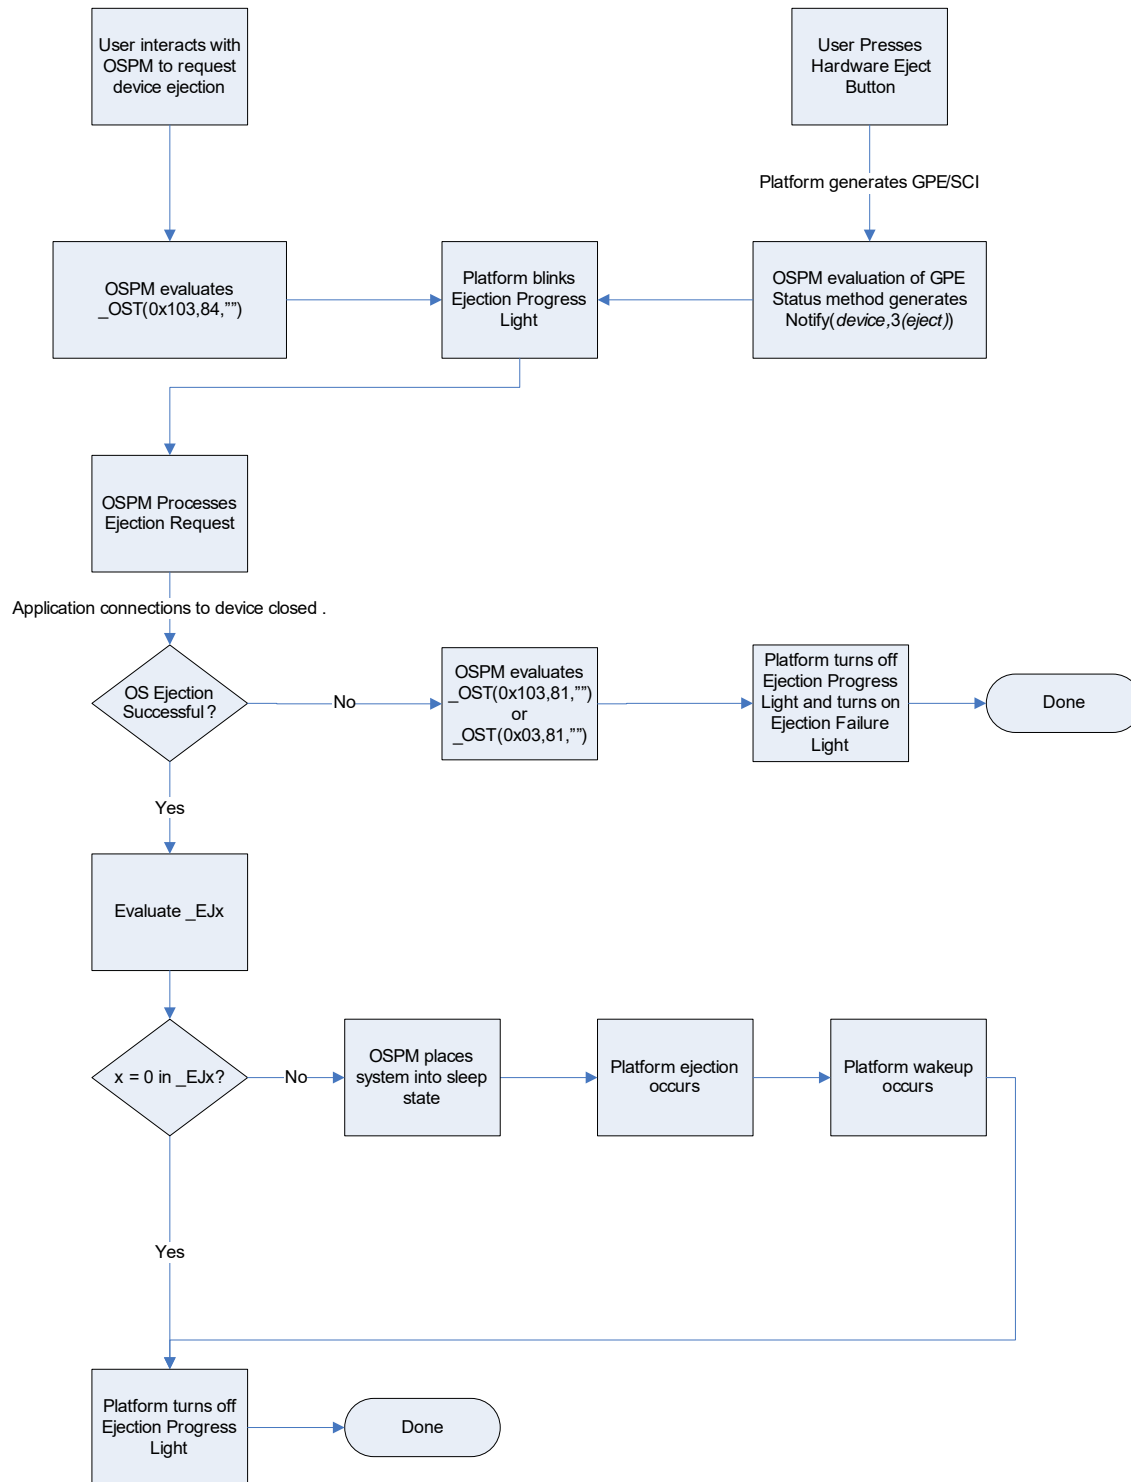 User interacts with
OSPM to request
device ejection
User Presses
Hardware Eject
Button
Platform generates GPE/SCI
OSPM evaluates
_OST(0x103,84,””)
Platform blinks
Ejection Progress
Light
OSPM evaluation of GPE
Status method generates
Notify(device,3(eject))
OSPM Processes
Ejection Request
Application connections to device closed .
OS Ejection
Successful ?
No
OSPM evaluates
_OST(0x103,81,””)
or
_OST(0x03,81,””)
Platform turns off
Ejection Progress
Light and turns on
Ejection Failure
Light
Done
Yes
Evaluate _EJx
x = 0 in _EJx?
No
OSPM places
system into sleep
state
Platform ejection
occurs
Platform wakeup
occurs
Yes
Platform turns off
Ejection Progress
Light
Done